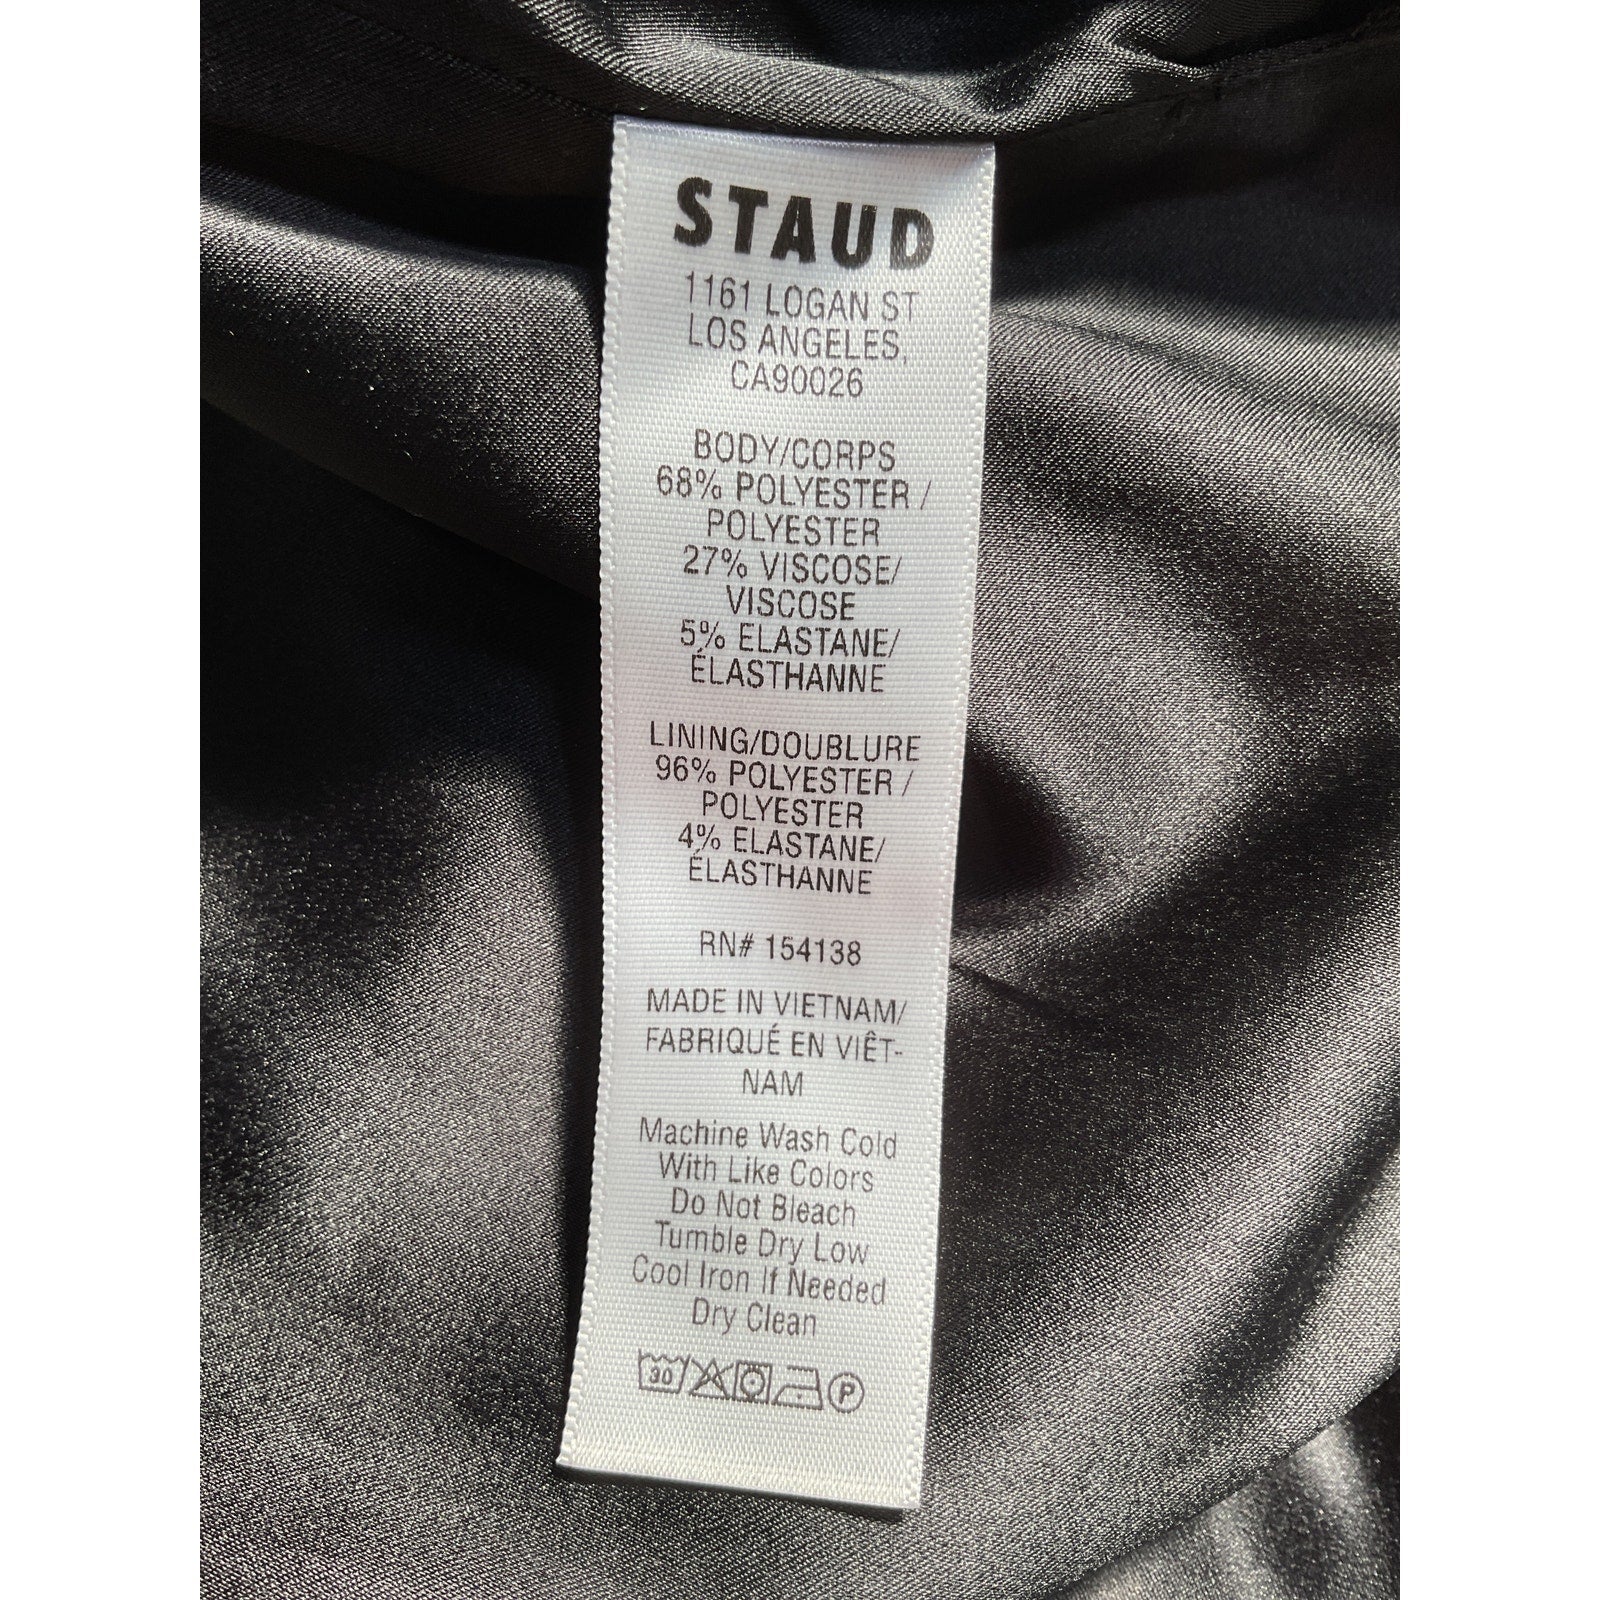 STAUD
1161 LOGAN ST
LOS ANGELES,
CA90026
BODY/CORPS
68% POLYESTER /
POLYESTER
27% VISCOSE/
VISCOSE
5% ELASTANE/
ÉLASTHANNE
LINING/DOUBLURE
96% POLYESTER /
POLYESTER
4% ELASTANE/
ÉLASTHANNE
RN# 154138
MADE IN VIETNAM/
FABRIQUÉ EN VIÊT-
NAM
Machine Wash Cold
With Like Colors
Do Not Bleach
Tumble Dry Low
Cool Iron If Needed
Dry Clean
30 P